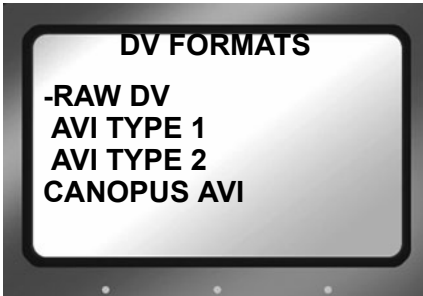 DV FORMATS
-RAW DV
AVI TYPE 1
AVI TYPE 2
CANOPUS AVI